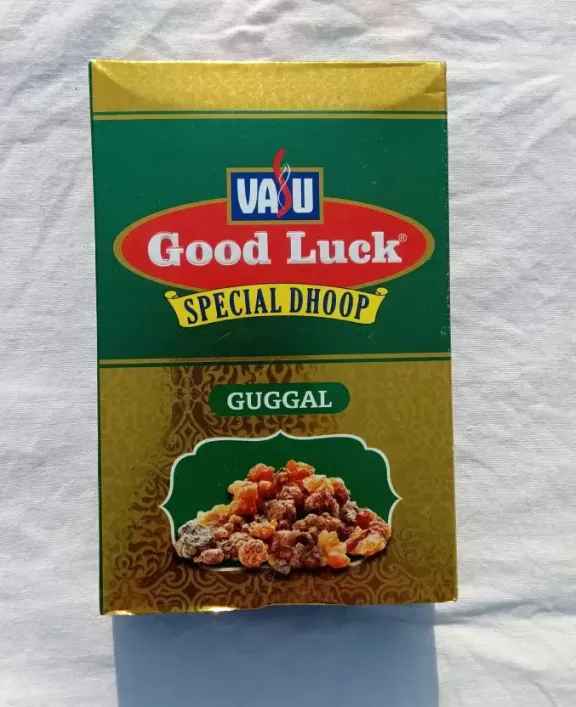 VASU
Good Luck®
SPECIAL DHOOP
GUGGAL